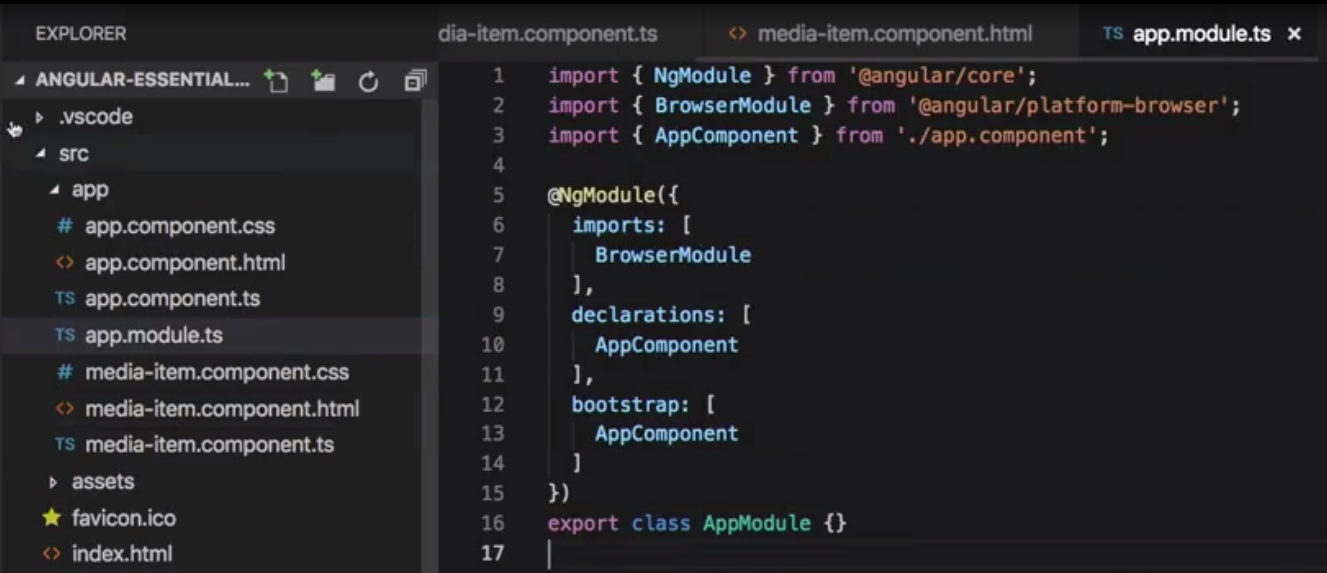 EXPLORER
ANGULAR-ESSENTIAL...
.vscode
src
app
# app.component.css
<> app.component.html
TS app.component.ts
TS app.module.ts
# media-item.component.css
<> media-item.component.html
TS media-item.component.ts
assets
favicon.ico
<> index.html
dia-item.component.ts <> media-item.component.html TS app.module.ts ×
1 import { NgModule } from '@angular/core';
2 import { BrowserModule } from '@angular/platform-browser';
3 import { AppComponent } from './app.component';
4
5 @NgModule({
6 imports: [
7 BrowserModule
8 ],
9 declarations: [
10 AppComponent
11 ],
12 bootstrap: [
13 AppComponent
14 ]
15 })
16 export class AppModule {}
17